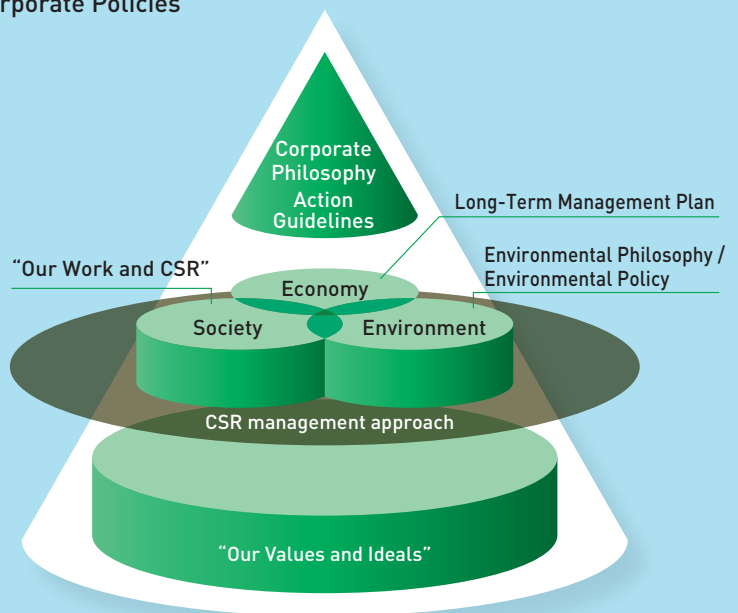 Policies
Corporate
Philosophy
Action
Guidelines
Long-Term Management Plan
“Our Work and CSR”
Environmental Philosophy /
Environmental Policy
Economy
Society
Environment
CSR management approach
“Our Values and Ideals”